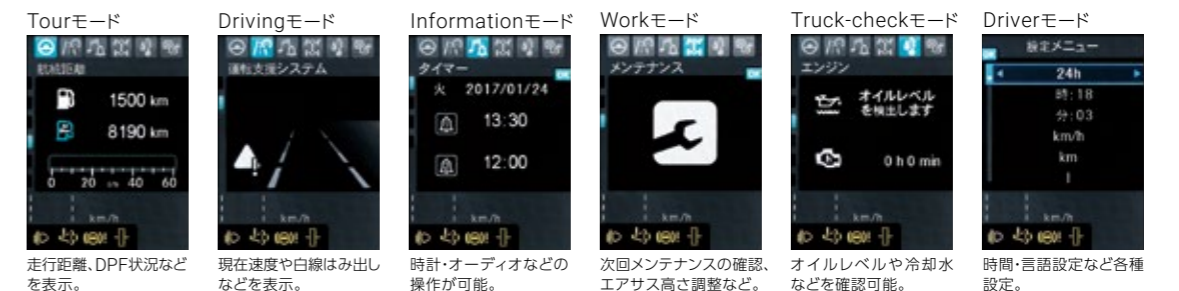 Tourモード
航続距離
1500 km
8190 km
0 20 40 60
km/h
走行距離、DPF状況など
を表示。
Drivingモード
運転支援システム
km/h
現在速度や白線はみ出し
などを表示。
Informationモード
タイマー
OK
火 2017/01/24
13:30
12:00
km/h
時計・オーディオなどの
操作が可能。
Workモード
メンテナンス
OK
km/h
次回メンテナンスの確認、
エアサス高さ調整など。
Truck-checkモード
エンジン
オイルレベル
を検出します
0 h 0 min
km/h
オイルレベルや冷却水
などを確認可能。
Driverモード
設定メニュー
OK
24h
時:18
分:03
km/h
km
l
km/h
時間・言語設定など各種
設定。